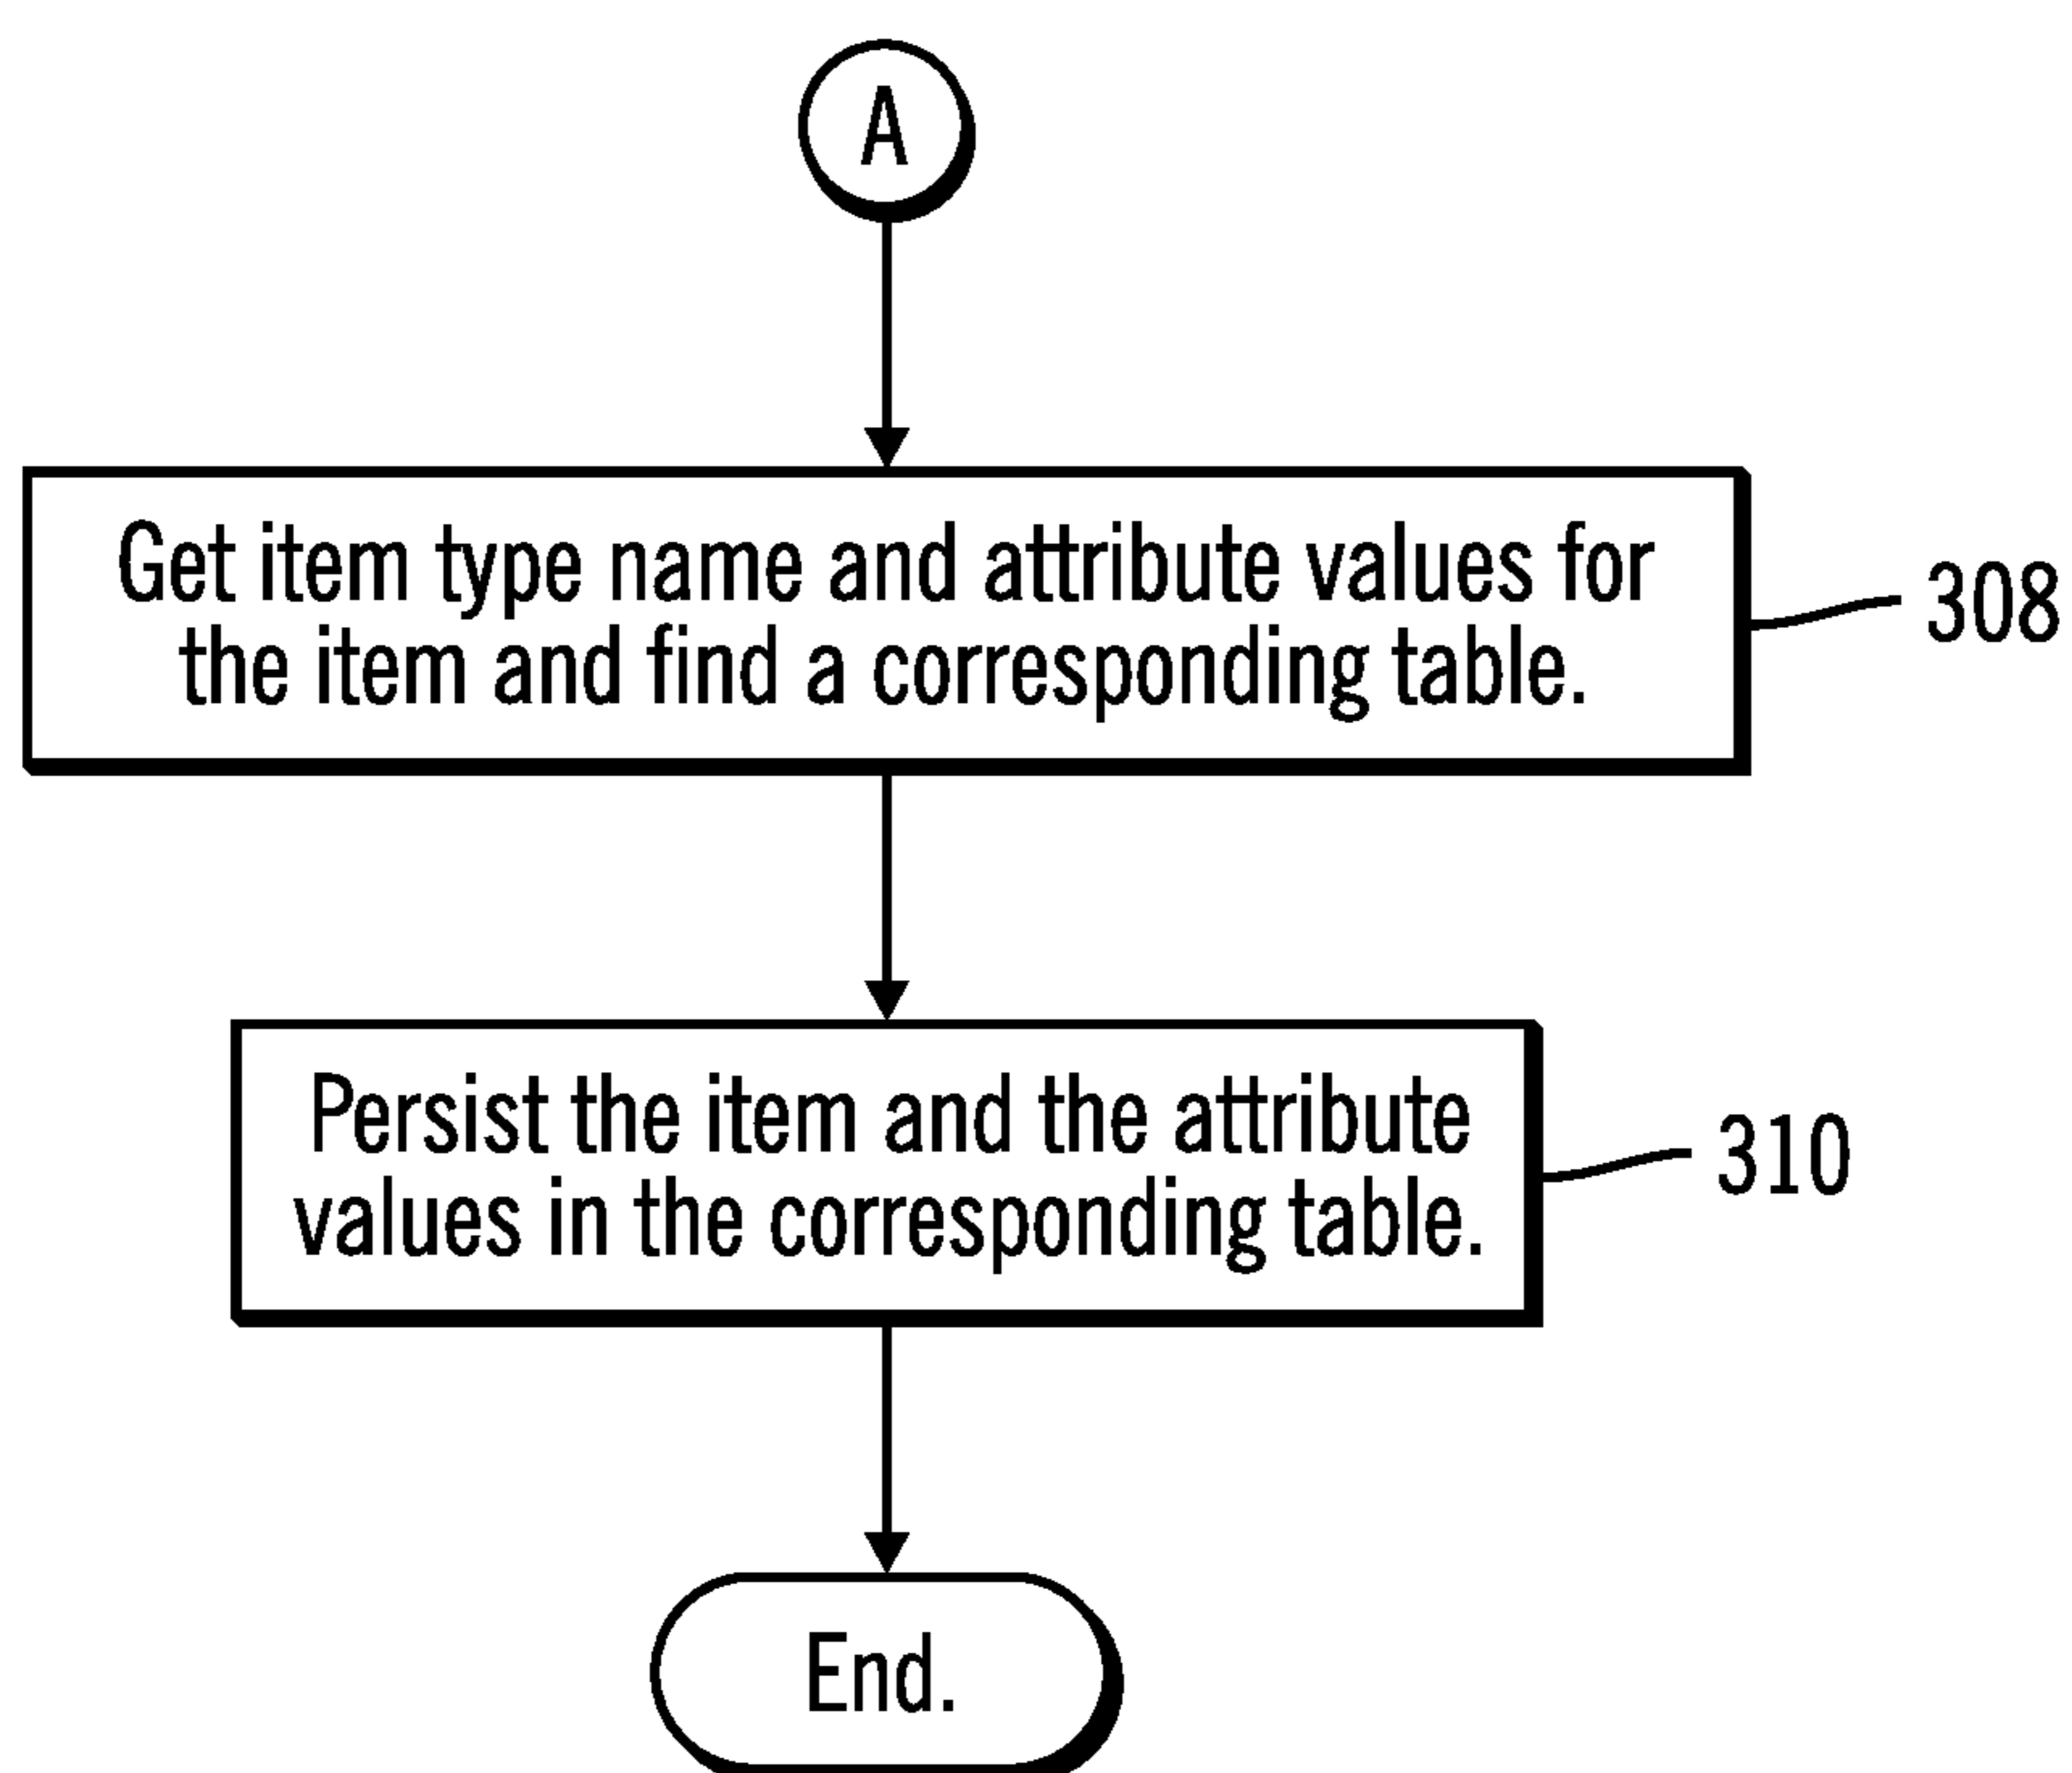 A
Get item type name and attribute values for
the item and find a corresponding table.
308
Persist the item and the attribute
values in the corresponding table.
310
End.